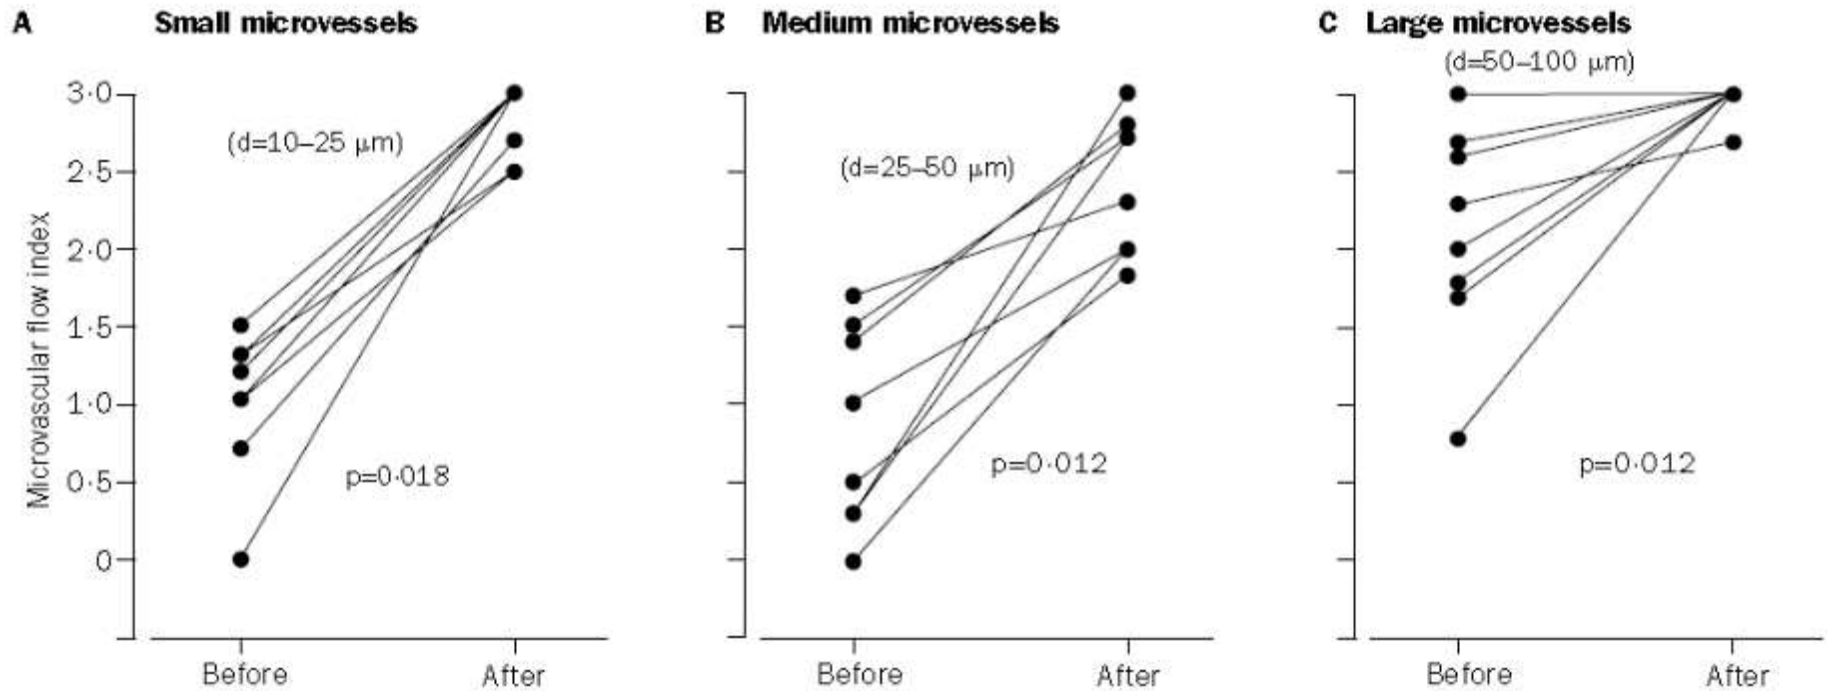 A Small microvessels
B Medium microvessels
C Large microvessels
(d=50–100 μm)
3·0
(d=10–25 μm)
(d=25–50 μm)
2·5
2·0
1·5
1·0
0·5
0
Microvascular flow index
p=0·018
p=0·012
p=0·012
Before After
Before After
Before After